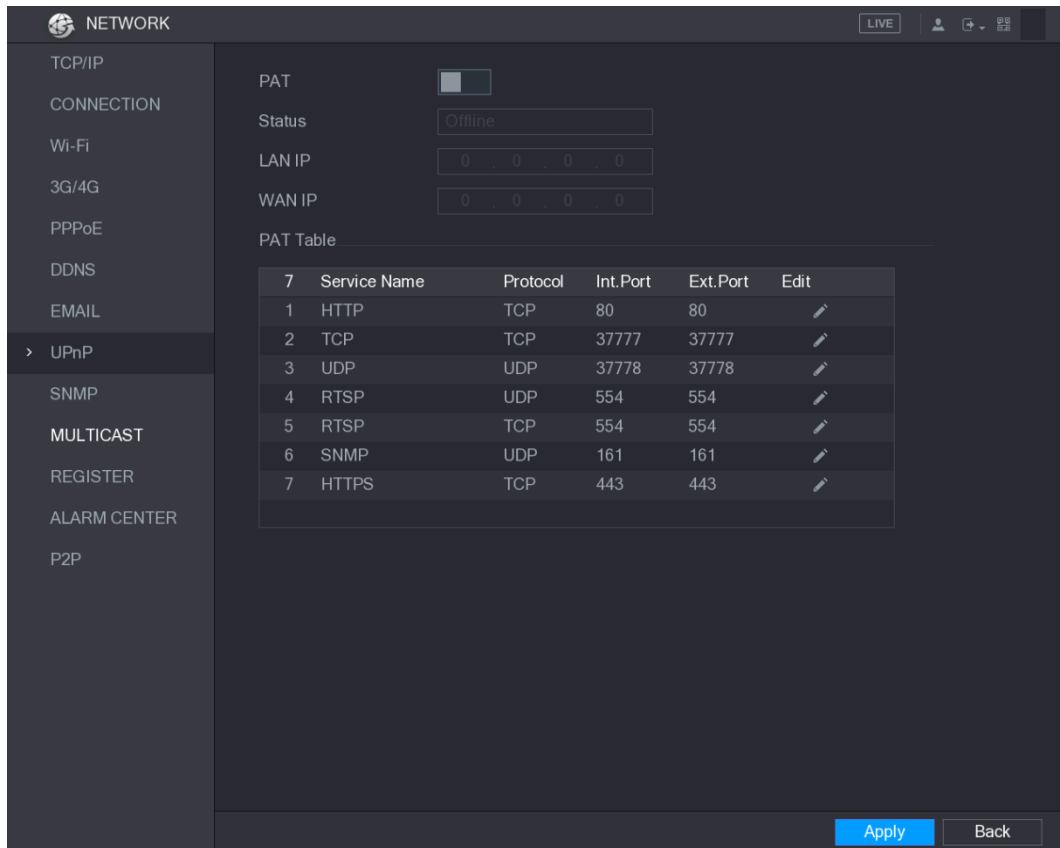 NETWORK
LIVE
TCP/IP
CONNECTION
Wi-Fi
3G/4G
PPPoE
DDNS
EMAIL
> UPnP
SNMP
MULTICAST
REGISTER
ALARM CENTER
P2P
PAT
Status Offline
LAN IP 0 . 0 . 0 . 0
WAN IP 0 . 0 . 0 . 0
PAT Table
7 Service Name Protocol Int.Port Ext.Port Edit
1 HTTP TCP 80 80
2 TCP TCP 37777 37777
3 UDP UDP 37778 37778
4 RTSP UDP 554 554
5 RTSP TCP 554 554
6 SNMP UDP 161 161
7 HTTPS TCP 443 443
Apply Back